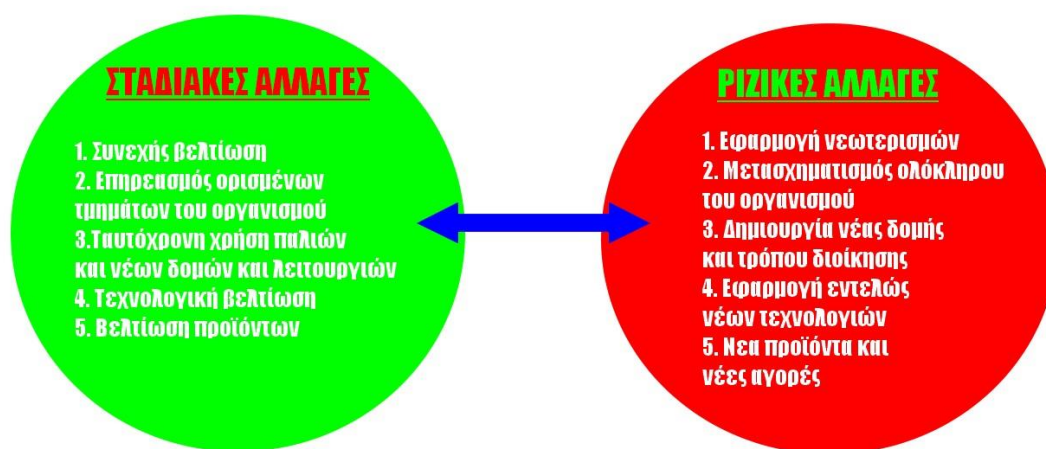 ΣΤΑΔΙΑΚΕΣ ΑΛΛΑΓΕΣ
1. Συνεχής βελτίωση
2. Επηρεασμός ορισμένων
τμημάτων του οργανισμού
3.Ταυτόχρονη χρήση παλιών
και νέων δομών και λειτουργιών
4. Τεχνολογική βελτίωση
5. Βελτίωση προϊόντων
ΡΙΖΙΚΕΣ ΑΛΛΑΓΕΣ
1. Εφαρμογή νεωτερισμών
2. Μετασχηματισμός ολόκληρου
του οργανισμού
3. Δημιουργία νέας δομής
και τρόπου διοίκησης
4. Εφαρμογή εντελώς
νέων τεχνολογιών
5. Νεα προϊόντα και
νέες αγορές